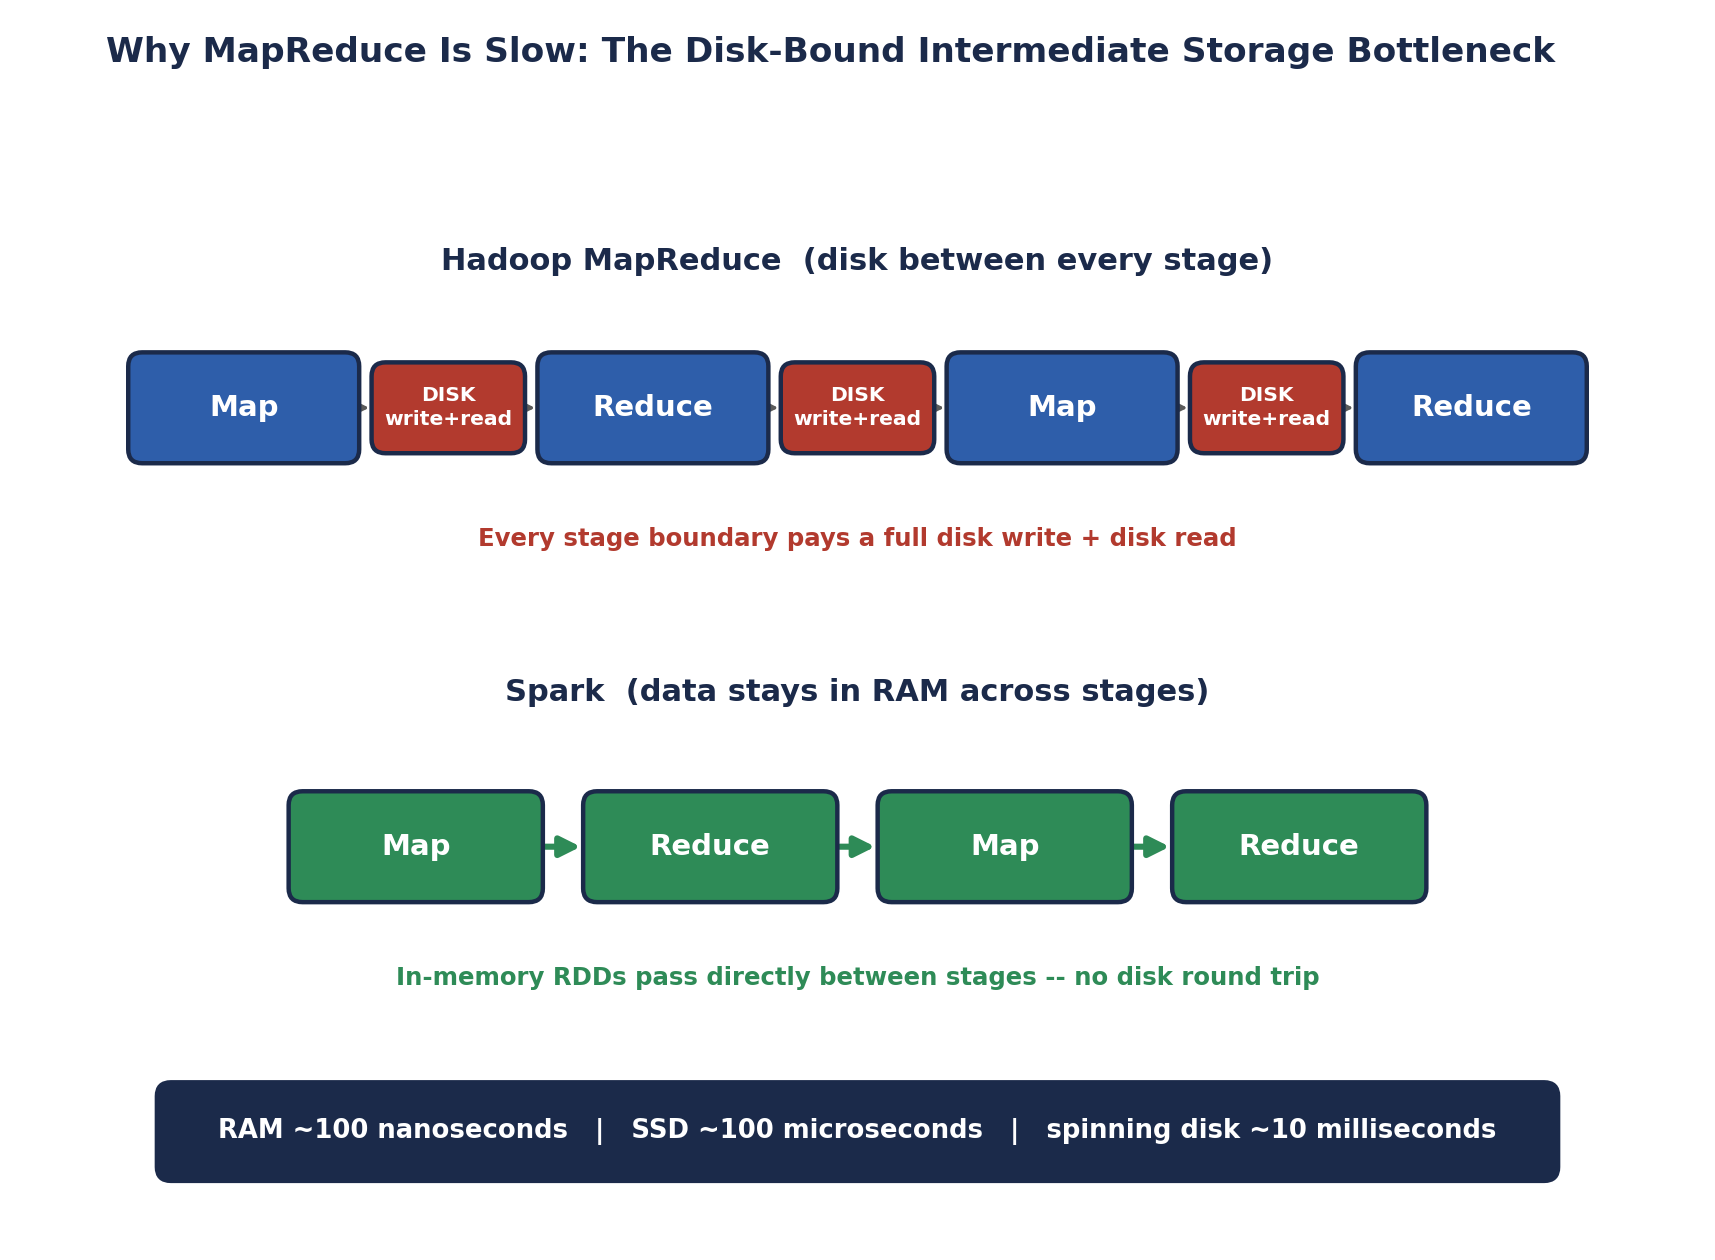 Why MapReduce Is Slow: The Disk-Bound Intermediate Storage Bottleneck
Hadoop MapReduce  (disk between every stage)
Map
DISK
write+read
Reduce
DISK
write+read
Map
DISK
write+read
Reduce
Every stage boundary pays a full disk write + disk read
Spark  (data stays in RAM across stages)
Map
Reduce
Map
Reduce
In-memory RDDs pass directly between stages -- no disk round trip
RAM ~100 nanoseconds   |   SSD ~100 microseconds   |   spinning disk ~10 milliseconds